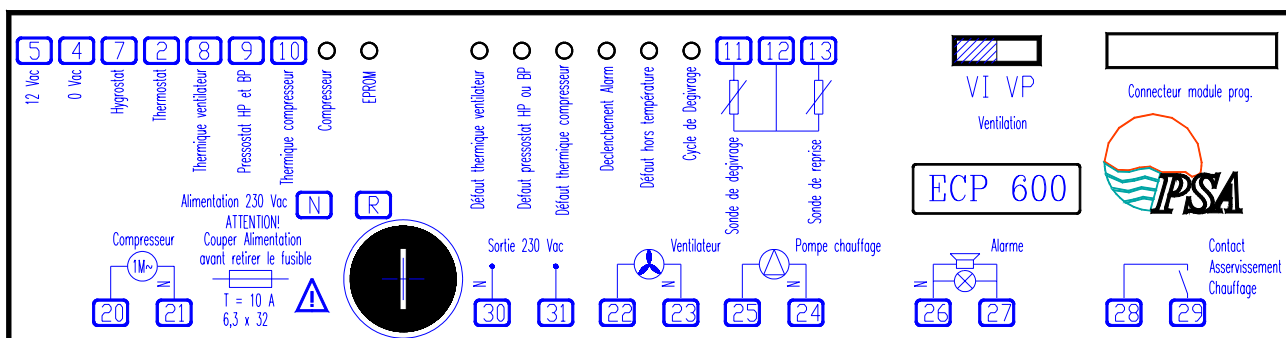 5 4 7 2 8 9 10 11 12 13
12 Vac
0 Vac
Hygrostat
Thermostat
Thermique ventilateur
Pressostat HP et BP
Thermique compresseur
Compresseur
EPROM
Défaut thermique ventilateur
Defaut pressostat HP ou BP
Défaut thermique compresseur
Declenchement Alarm
Défaut hors température
Cycle de Degivrage
Sonde de degivrage
Sonde de reprise
VI VP
Ventilation
Connecteur module prog.
ECP 600
PSA
Alimentation 230 Vac N R
ATTENTION!
Couper Alimentation
avant retirer le fusible
T = 10 A
6,3 x 32
Compresseur
1M~
N
20 21
Sortie 230 Vac
N
30 31
Ventilateur
N
22 23
Pompe chauffage
N
25 24
Alarme
N
26 27
Contact
Asservissement
Chauffage
28 29